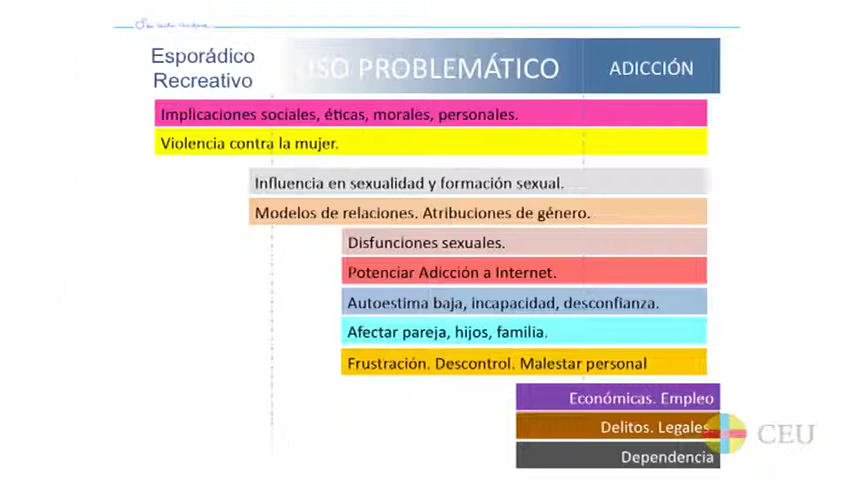 Esporádico
Recreativo
USO PROBLEMÁTICO
ADICCIÓN
Implicaciones sociales, éticas, morales, personales.
Violencia contra la mujer.
Influencia en sexualidad y formación sexual.
Modelos de relaciones. Atribuciones de género.
Disfunciones sexuales.
Potenciar Adicción a Internet.
Autoestima baja, incapacidad, desconfianza.
Afectar pareja, hijos, familia.
Frustración. Descontrol. Malestar personal
Económicas. Empleo
Delitos. Legales.
Dependencia
CEU